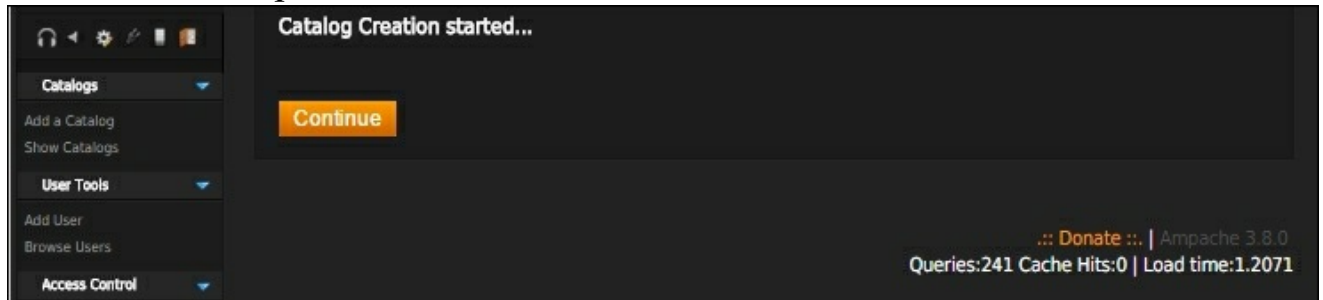 Catalog Creation started...
Continue
Catalogs
Add a Catalog
Show Catalogs
User Tools
Add User
Browse Users
Access Control
.:: Donate ::. | Ampache 3.8.0
Queries:241 Cache Hits:0 | Load time:1.2071